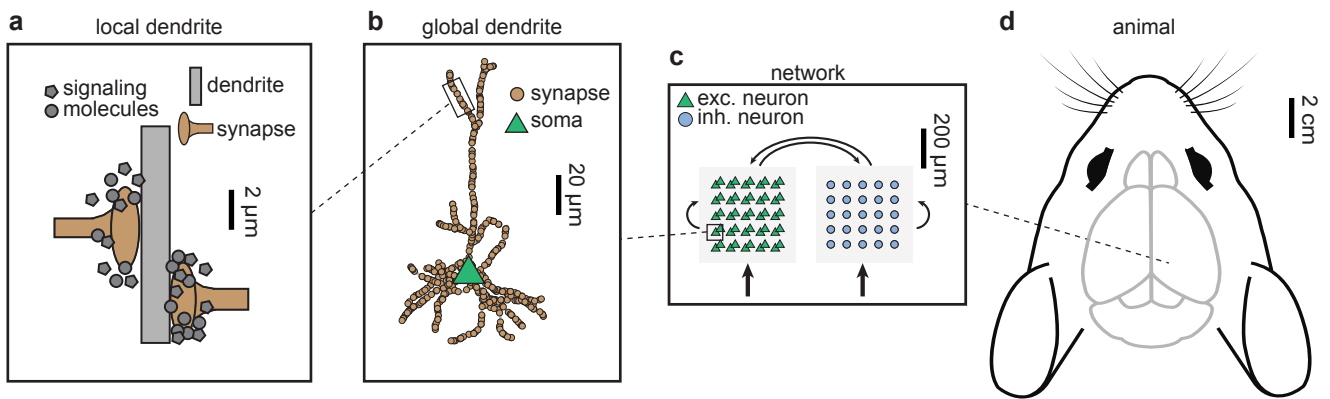 a
local dendrite
signaling
molecules
dendrite
synapse
2 µm
b
global dendrite
synapse
soma
20 µm
c
network
exc. neuron
inh. neuron
200 µm
d
animal
2 cm